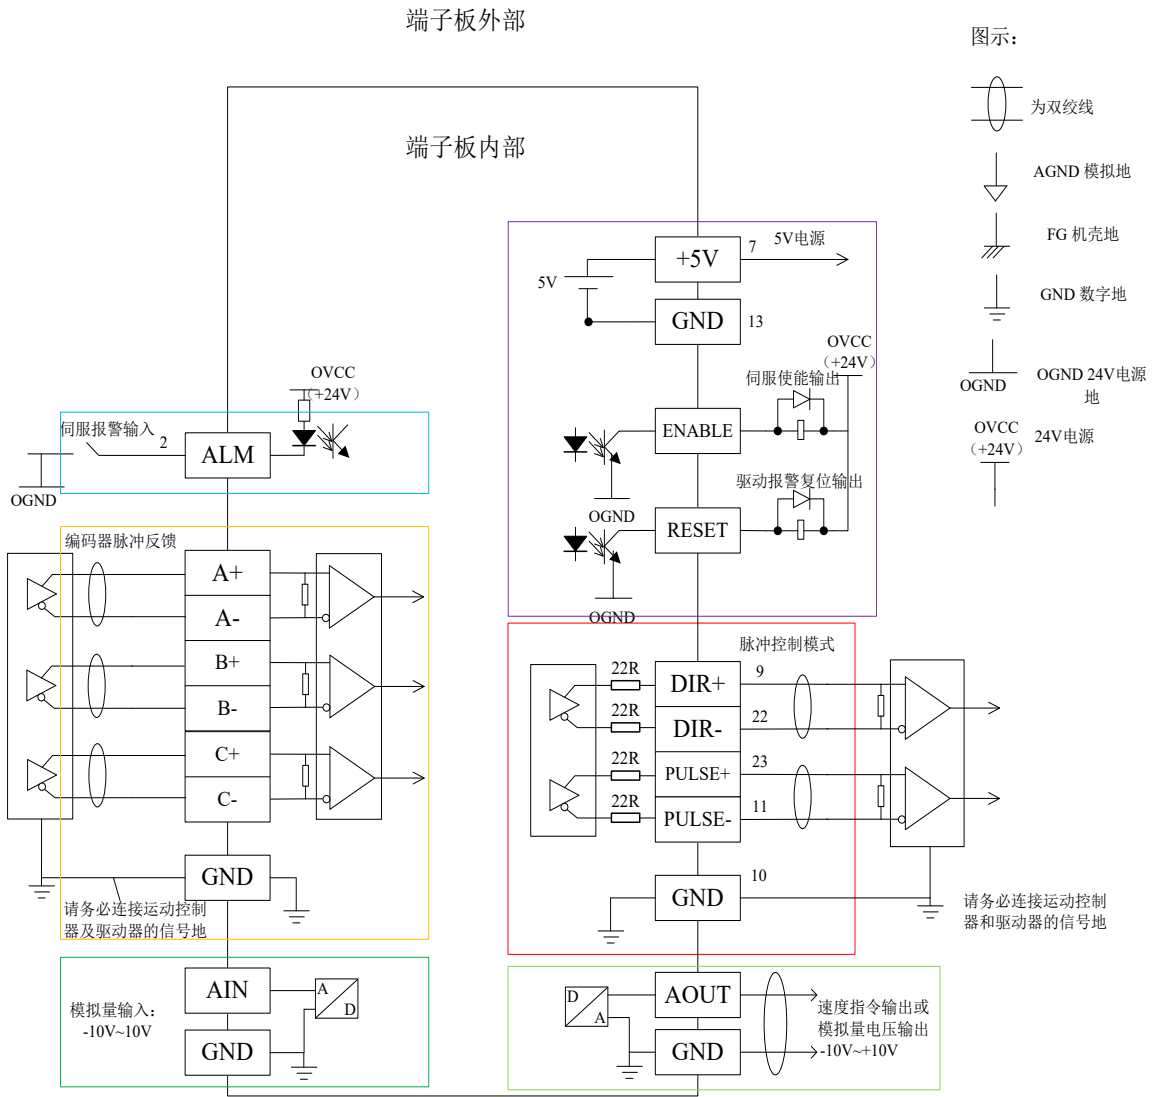 端子板外部
端子板内部
图示：
为双绞线
AGND 模拟地
FG 机壳地
GND 数字地
OGND
OGND 24V电源
地
OVCC
（+24V）
24V电源
OVCC
（+24V）
伺服报警输入
2
ALM
OGND
编码器脉冲反馈
A+
A-
B+
B-
C+
C-
GND
请务必连接运动控制
器及驱动器的信号地
模拟量输入：
-10V~10V
AIN
A
D
GND
+5V
7
5V电源
5V
GND
13
OVCC
（+24V）
伺服使能输出
ENABLE
OGND
驱动报警复位输出
RESET
OGND
脉冲控制模式
22R
DIR+
9
22R
DIR-
22
22R
PULSE+
23
22R
PULSE-
11
GND
10
请务必连接运动控制
器和驱动器的信号地
D
A
AOUT
GND
速度指令输出或
模拟量电压输出
-10V~+10V